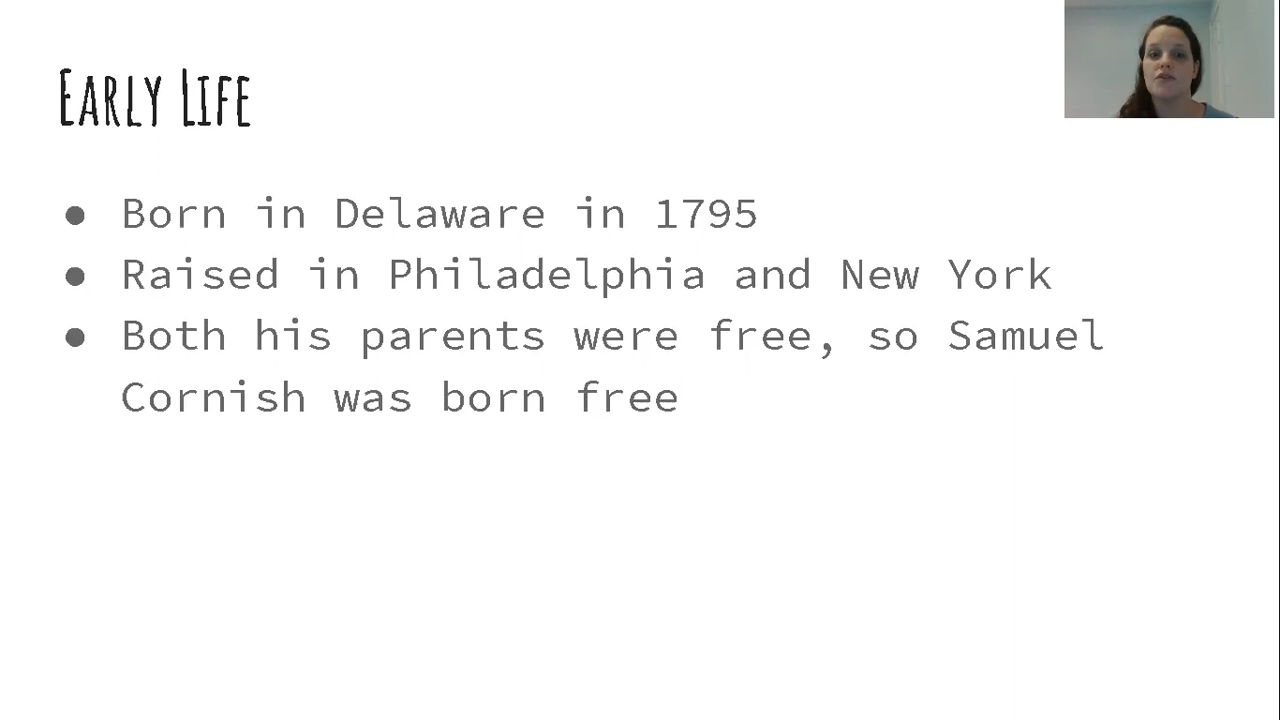 Early Life
● Born in Delaware in 1795
● Raised in Philadelphia and New York
● Both his parents were free, so Samuel
Cornish was born free